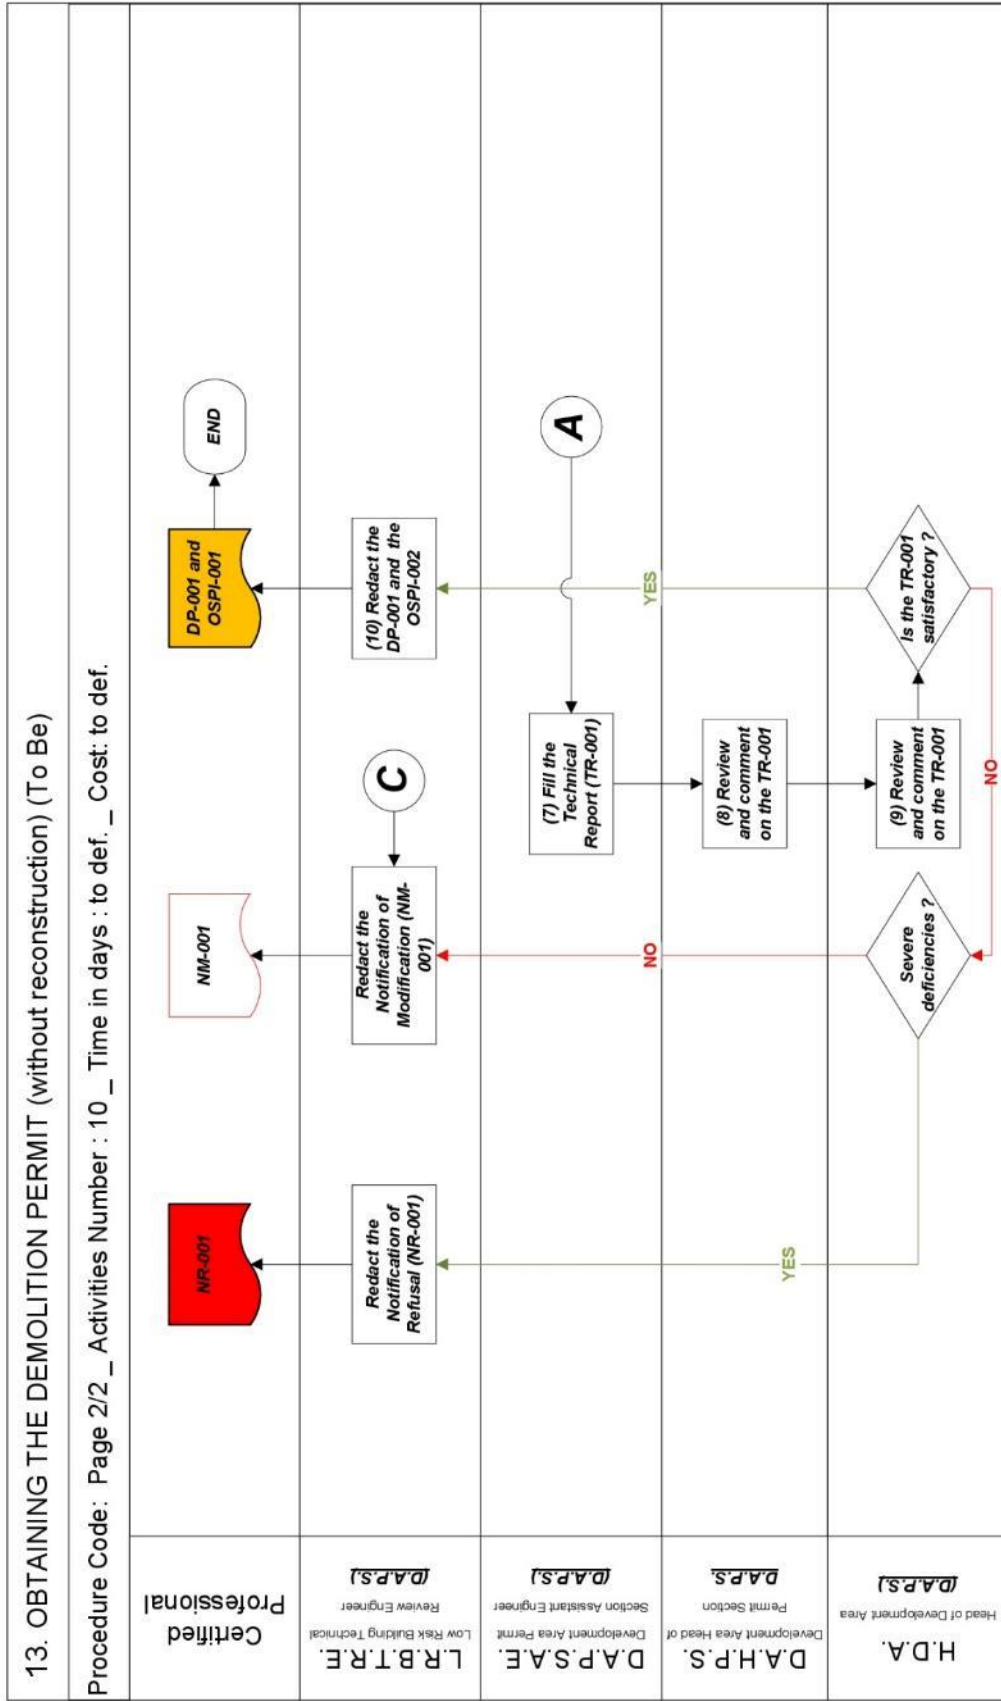 13. OBTAINING THE DEMOLITION PERMIT (without reconstruction) (To Be)
Procedure Code: Page 2/2 _ Activities Number : 10 _ Time in days : to def. _ Cost: to def.
Certified
Professional
NR-001
NM-001
DP-001 and
OSPI-001
END
L.R.B.T.R.E.
Low Risk Building Technical
Review Engineer
(D.A.P.S.)
Redact the
Notification of
Refusal (NR-001)
Redact the
Notification of
Modification (NM-
001)
C
(10) Redact the
DP-001 and the
OSPI-002
D.A.P.S.A.E.
Development Area Permit
Section Assistant Engineer
(D.A.P.S.)
NO
(7) Fill the
Technical
Report (TR-001)
YES
A
D.A.H.P.S.
Development Area Head of
Permit Section
D.A.P.S.
YES
(8) Review
and comment
on the TR-001
H.D.A.
Head of Development Area
(D.A.P.S.)
Severe
deficiencies ?
(9) Review
and comment
on the TR-001
Is the TR-001
satisfactory ?
NO